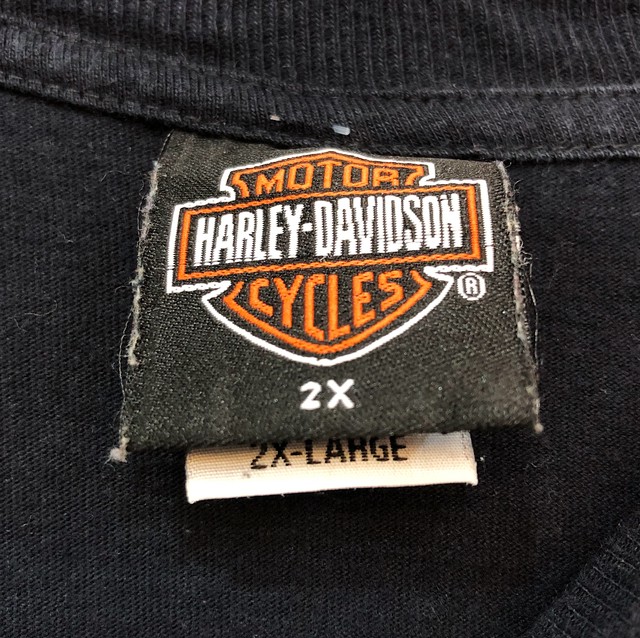 MOTOR
HARLEY-DAVIDSON
CYCLES
®
2X
2X-LARGE